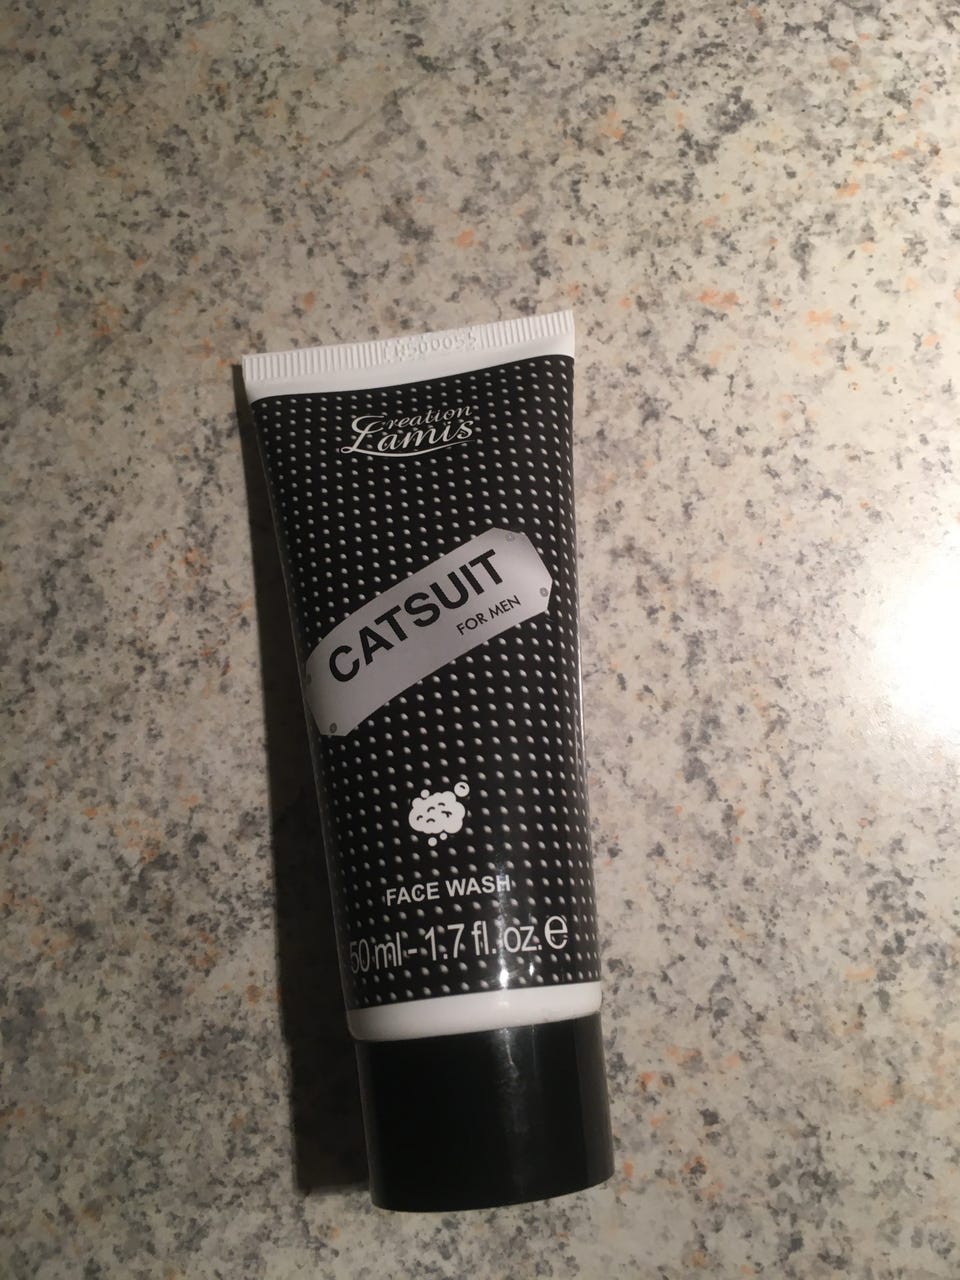 Creation
Lamis
CATSUIT
FOR MEN
FACE WASH
50 ml - 1.7 fl. oz. e